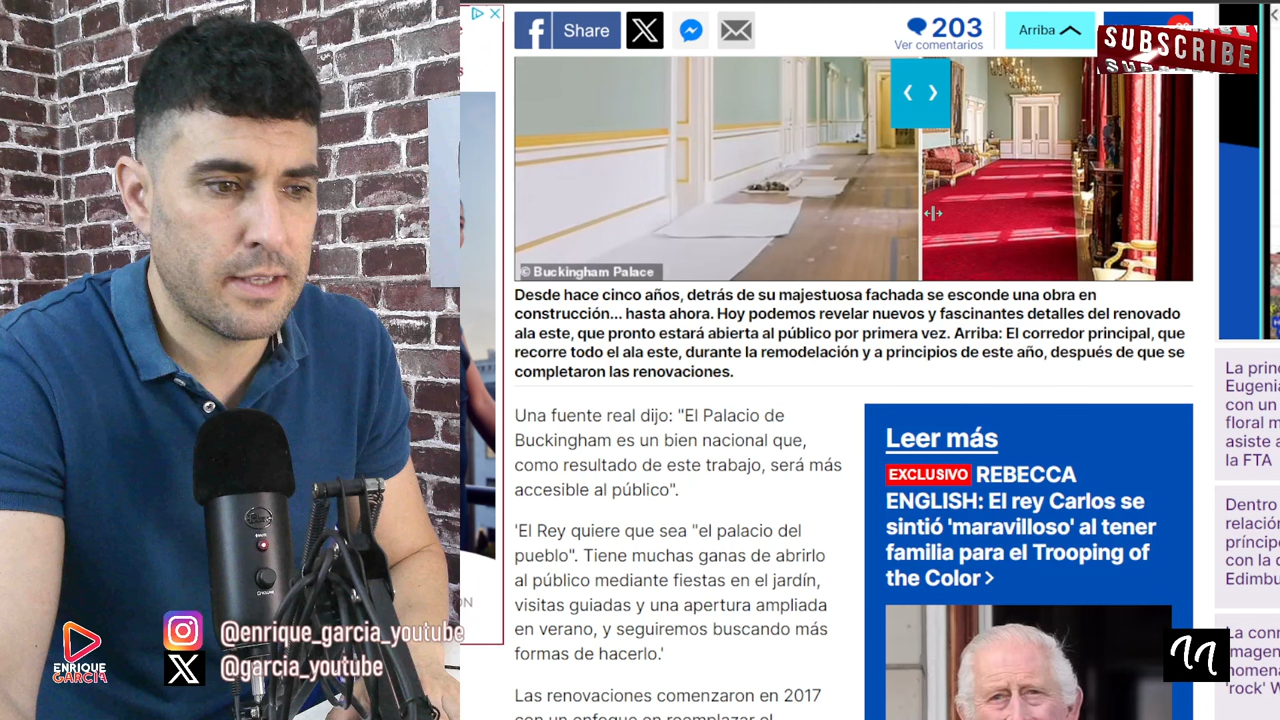 Share
203
Ver comentarios
Arriba
SUBSCRIBE
© Buckingham Palace
Desde hace cinco años, detrás de su majestuosa fachada se esconde una obra en
construcción... hasta ahora. Hoy podemos revelar nuevos y fascinantes detalles del renovado
ala este, que pronto estará abierta al público por primera vez. Arriba: El corredor principal, que
recorre todo el ala este, durante la remodelación y a principios de este año, después de que se
completaron las renovaciones.
Una fuente real dijo: "El Palacio de
Buckingham es un bien nacional que,
como resultado de este trabajo, será más
accesible al público".
'El Rey quiere que sea "el palacio del
pueblo". Tiene muchas ganas de abrirlo
al público mediante fiestas en el jardín,
visitas guiadas y una apertura ampliada
en verano, y seguiremos buscando más
formas de hacerlo.'
Las renovaciones comenzaron en 2017
con un enfoque en reemplazar el
Leer más
EXCLUSIVO REBECCA
ENGLISH: El rey Carlos se
sintió 'maravilloso' al tener
familia para el Trooping of
the Color >
La prin
Eugenia
con un
floral m
asiste a
la FTA
Dentro
relació
príncip
con la d
Edimbu
La conn
imagen
homena
'rock' W
ENRIQUE
GARCIA
@enrique_garcia_youtube
@garcia_youtube